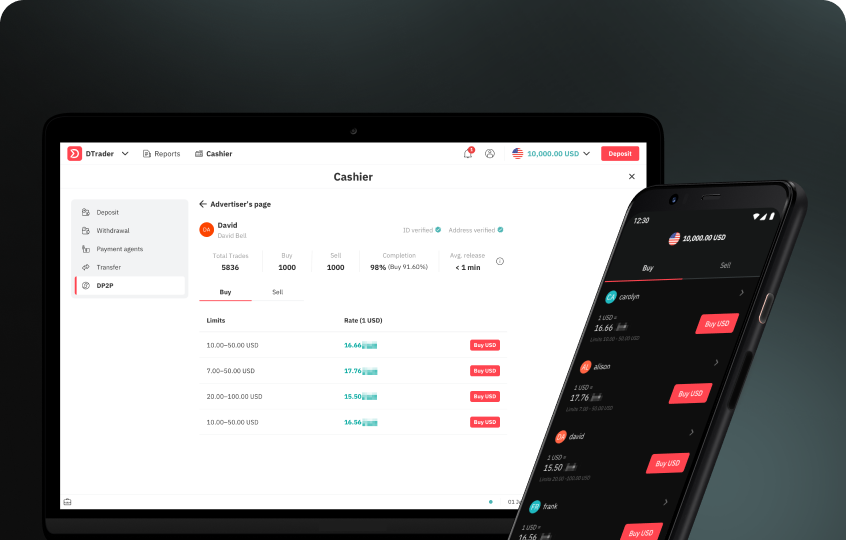 DTrader
Reports
Cashier
1
10,000.00 USD
Deposit
Cashier
Deposit
Withdrawal
Payment agents
Transfer
DP2P
Advertiser's page
DA
David
David Bell
ID verified
Address verified
Total Trades
5836
Buy
1000
Sell
1000
Completion
98% (Buy 91.60%)
Avg. release
< 1 min
Buy
Sell
Limits
Rate (1 USD)
10.00–50.00 USD
16.66
Buy USD
7.00–50.00 USD
17.76
Buy USD
20.00–100.00 USD
15.50
Buy USD
10.00–50.00 USD
16.56
Buy USD
12:30
10,000.00 USD
Buy
Sell
CA
carolyn
1 USD =
16.66
Limits 10.00 - 50.00 USD
Buy USD
AL
alison
1 USD =
17.76
Limits 7.00 - 50.00 USD
Buy USD
DA
david
1 USD =
15.50
Limits 20.00 -100.00 USD
Buy USD
FR
frank
1 USD =
16.56
Buy USD